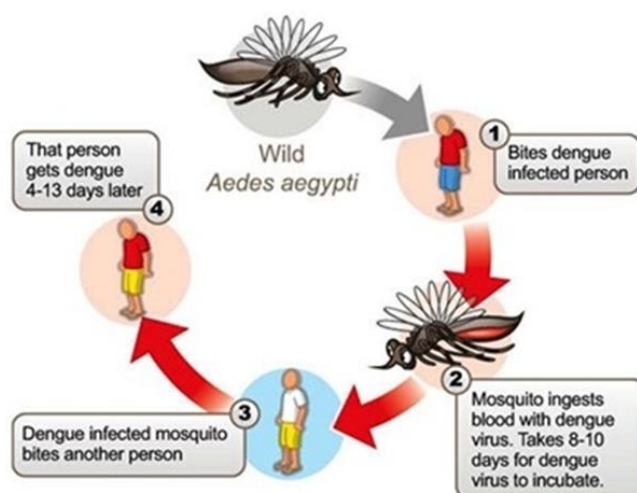 Wild
Aedes aegypti
1
Bites dengue
infected person
2
Mosquito ingests
blood with dengue
virus. Takes 8-10
days for dengue
virus to incubate.
3
Dengue infected mosquito
bites another person
4
That person
gets dengue
4-13 days later